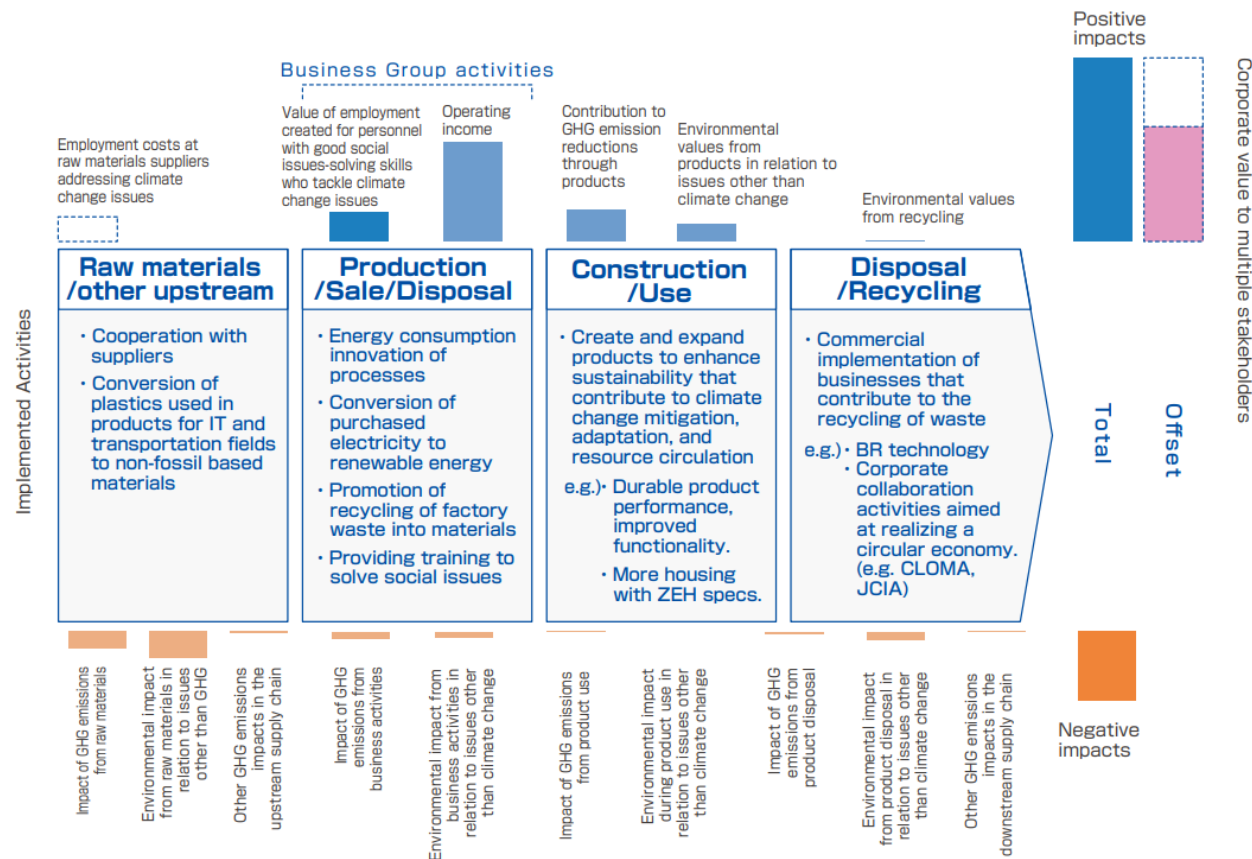 Positive
impacts
Corporate value to multiple stakeholders
Business Group activities
Employment costs at
raw materials suppliers
addressing climate
change issues
Value of employment
created for personnel
with good social
issues-solving skills
who tackle climate
change issues
Operating
income
Contribution to
GHG emission
reductions
through
products
Environmental
values from
products in relation to
issues other than
climate change
Environmental values
from recycling
Implemented Activities
Raw materials
/other upstream
・Cooperation with
suppliers
・Conversion of
plastics used in
products for IT and
transportation fields
to non-fossil based
materials
Production
/Sale/Disposal
・Energy consumption
innovation of
processes
・Conversion of
purchased
electricity to
renewable energy
・Promotion of
recycling of factory
waste into materials
・Providing training to
solve social issues
Construction
/Use
・Create and expand
products to enhance
sustainability that
contribute to climate
change mitigation,
adaptation, and
resource circulation
e.g.)・Durable product
performance,
improved
functionality.
・More housing
with ZEH specs.
Disposal
/Recycling
・Commercial
implementation of
businesses that
contribute to the
recycling of waste
e.g.)・BR technology
・Corporate
collaboration
activities aimed
at realizing a
circular economy.
(e.g. CLOMA,
JCIA)
Total
Offset
Impact of GHG emissions
from raw materials
Environmental impact
from raw materials in
relation to issues
other than GHG
Other GHG emissions
impacts in the
upstream supply chain
Impact of GHG
emissions from
business activities
Environmental impact from
business activities in
relation to issues other
than climate change
Impact of GHG emissions
from product use
Environmental impact
during product use in
relation to issues other
than climate change
Impact of GHG
emissions from
product disposal
Environmental impact
from product disposal in
relation to issues other
than climate change
Other GHG emissions
impacts in the
downstream supply chain
Negative
impacts